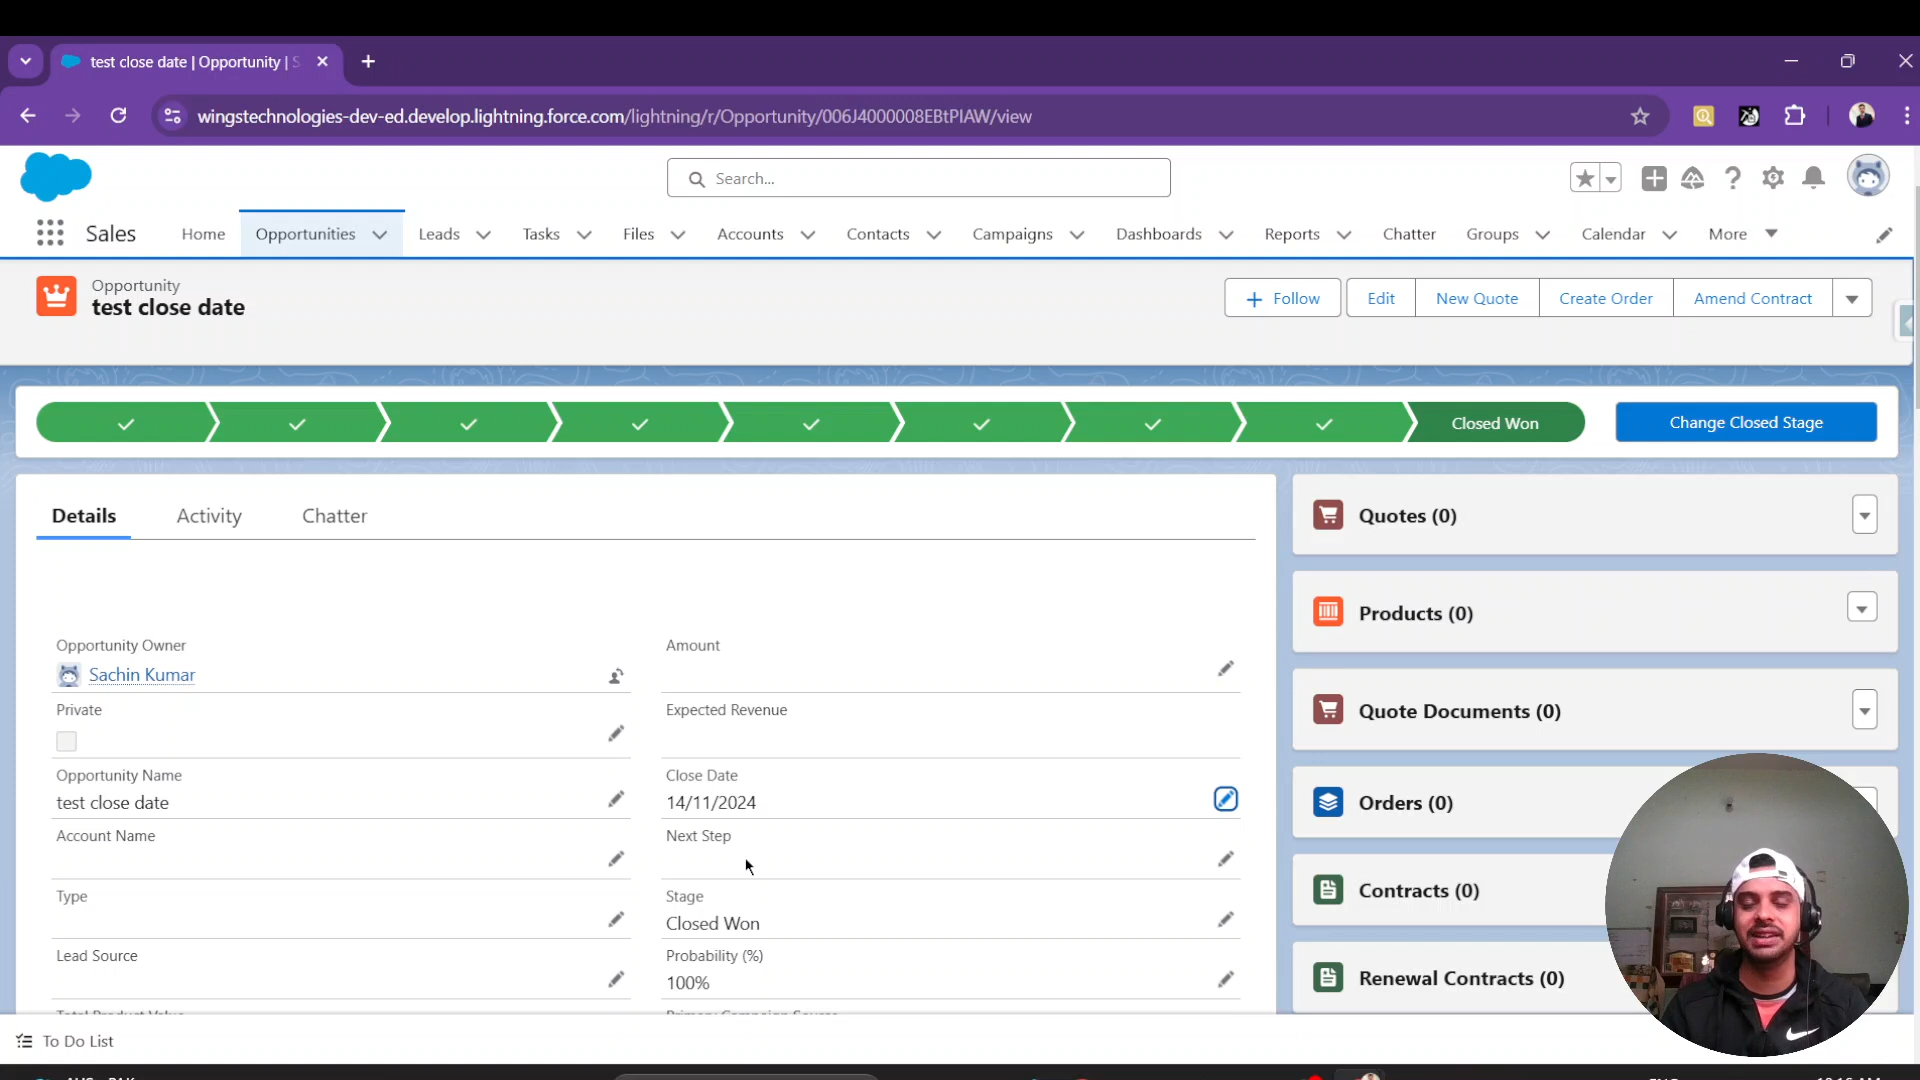 test close date | Opportunity | S
wingstechnologies-dev-ed.develop.lightning.force.com/lightning/r/Opportunity/006J4000008EBtPIAW/view
Search...
Sales
Home
Opportunities
Leads
Tasks
Files
Accounts
Contacts
Campaigns
Dashboards
Reports
Chatter
Groups
Calendar
More
Opportunity
test close date
Follow
Edit
New Quote
Create Order
Amend Contract
Closed Won
Change Closed Stage
Details
Activity
Chatter
Opportunity Owner
Sachin Kumar
Amount
Private
Expected Revenue
Opportunity Name
test close date
Close Date
14/11/2024
Account Name
Next Step
Type
Stage
Closed Won
Lead Source
Probability (%)
100%
Total Product Value
Primary Campaign Source
Quotes (0)
Products (0)
Quote Documents (0)
Orders (0)
Contracts (0)
Renewal Contracts (0)
To Do List